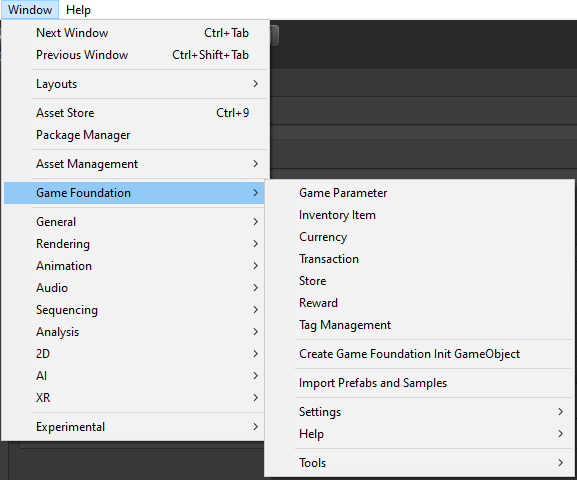 Window Help
Next Window Ctrl+Tab
Previous Window Ctrl+Shift+Tab
Layouts
Asset Store Ctrl+9
Package Manager
Asset Management
Game Foundation
General
Rendering
Animation
Audio
Sequencing
Analysis
2D
AI
XR
Experimental
Game Parameter
Inventory Item
Currency
Transaction
Store
Reward
Tag Management
Create Game Foundation Init GameObject
Import Prefabs and Samples
Settings
Help
Tools